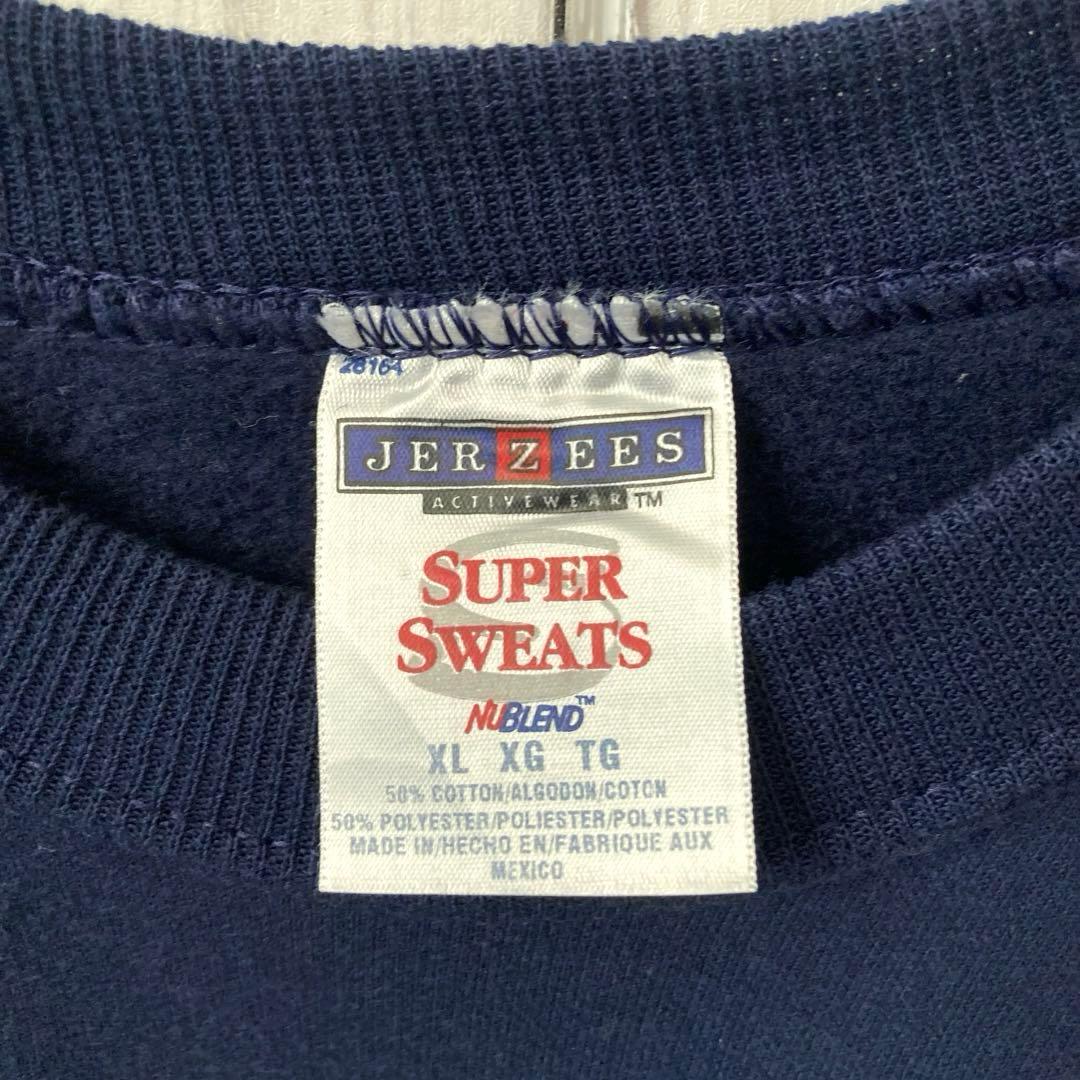 28164
JERZEES
ACTIVEWEAR™
SUPER
SWEATS
NUBLEND™
XL XG TG
50% COTTON/ALGODON/COTON
50% POLYESTER/POLIESTER/POLYESTER
MADE IN/HECHO EN/FABRIQUE AUX
MEXICO